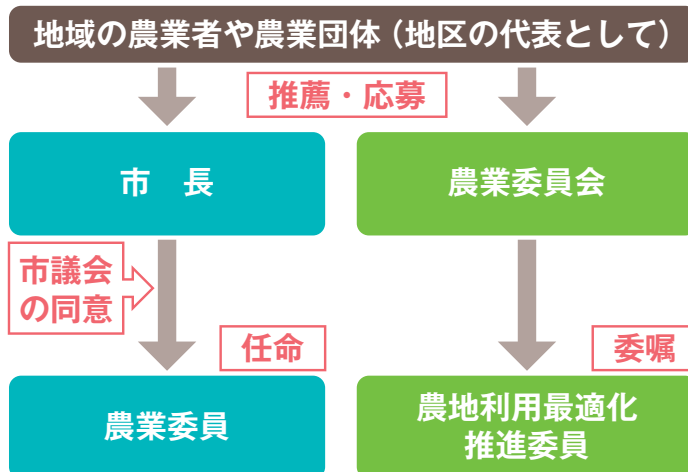 地域の農業者や農業団体（地区の代表として）
推薦・応募
市　長
農業委員会
市議会
の同意
任命
委嘱
農業委員
農地利用最適化
推進委員